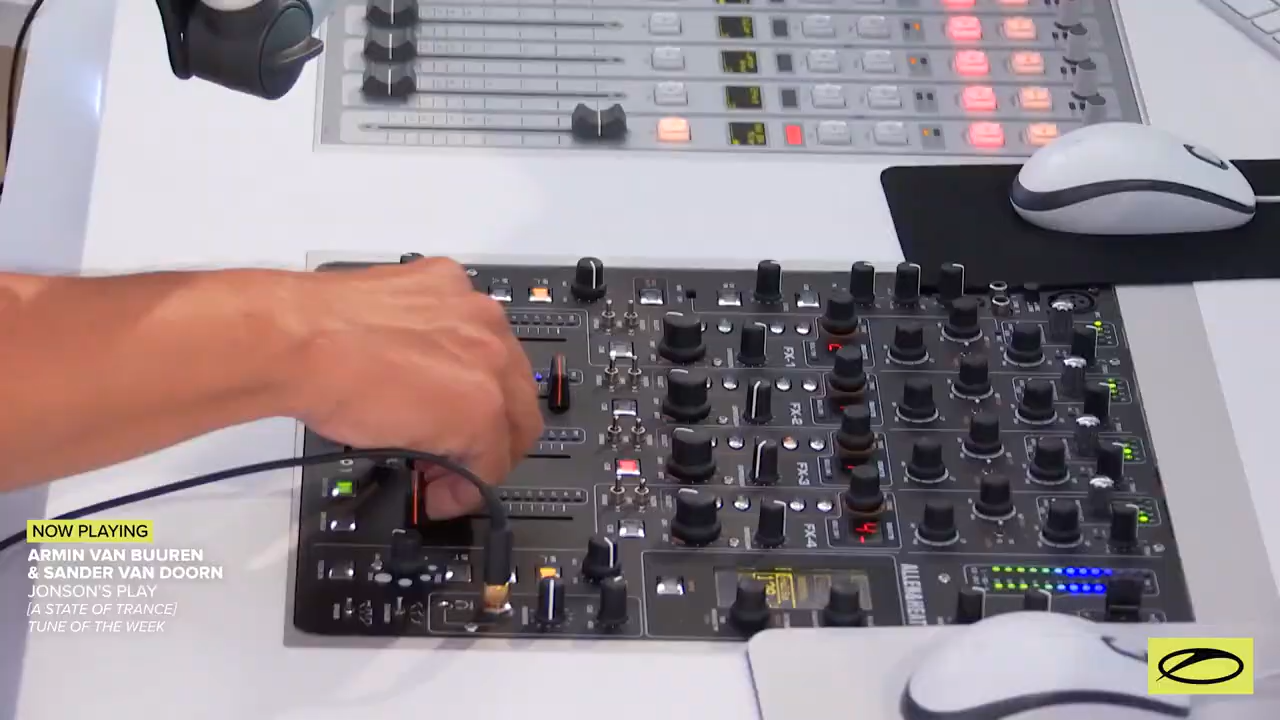 FX-1
FX-2
FX-3
FX-4
4
ALLEN&HEATH
NOW PLAYING
ARMIN VAN BUUREN
& SANDER VAN DOORN
JONSON'S PLAY
[A STATE OF TRANCE]
TUNE OF THE WEEK